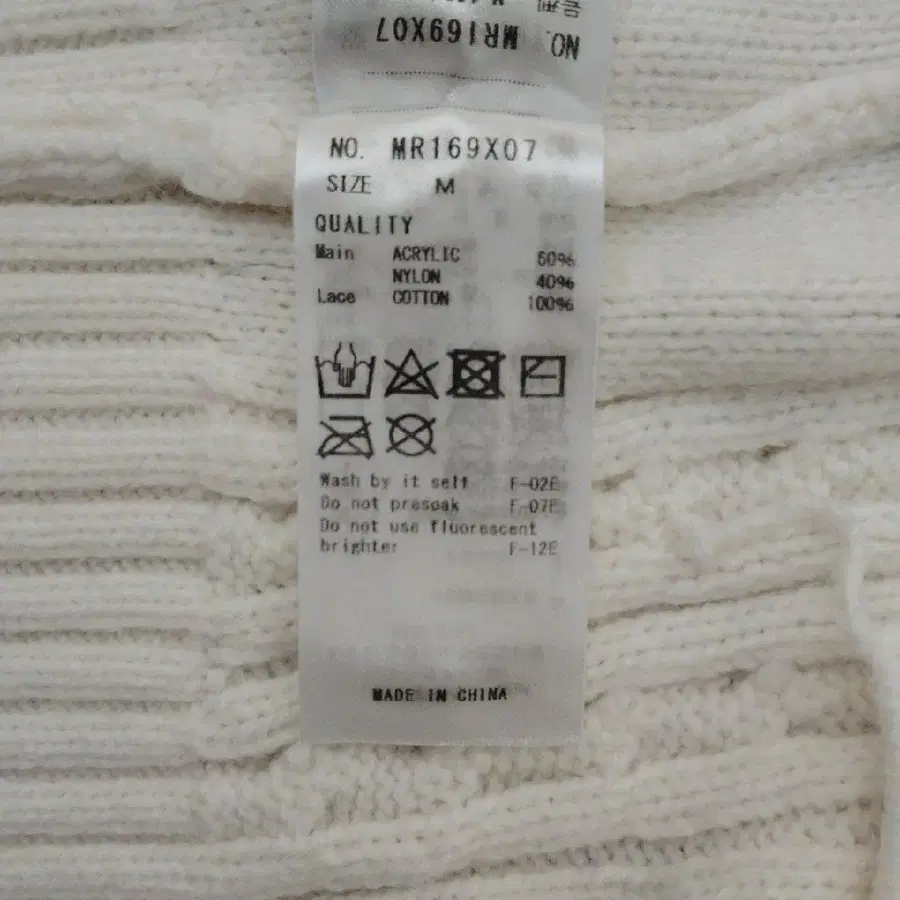 NO. MR169X07
NO. MR169X07
SIZE M
QUALITY
Main ACRYLIC 60%
NYLON 40%
Lace COTTON 100%
Wash by it self F-02E
Do not presoak F-07E
Do not use fluorescent
brighter F-12E
MADE IN CHINA